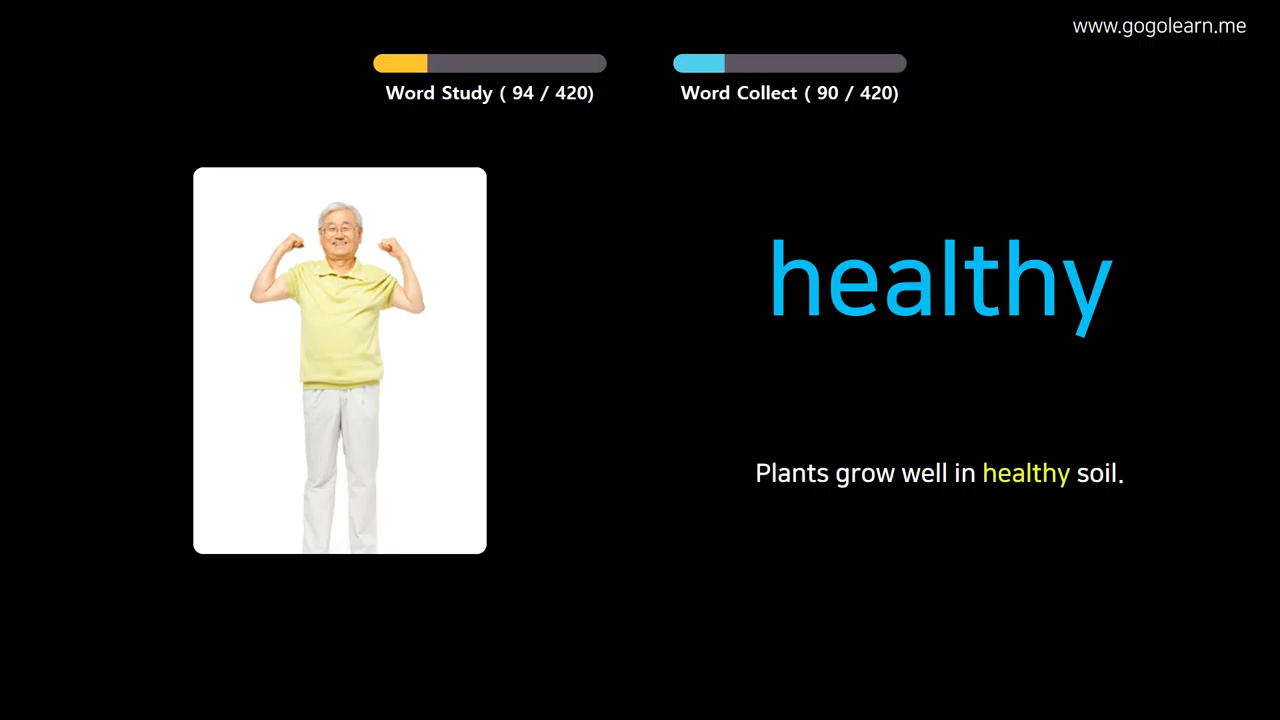 www.gogolearn.me
Word Study ( 94 / 420)
Word Collect ( 90 / 420)
healthy
Plants grow well in healthy soil.